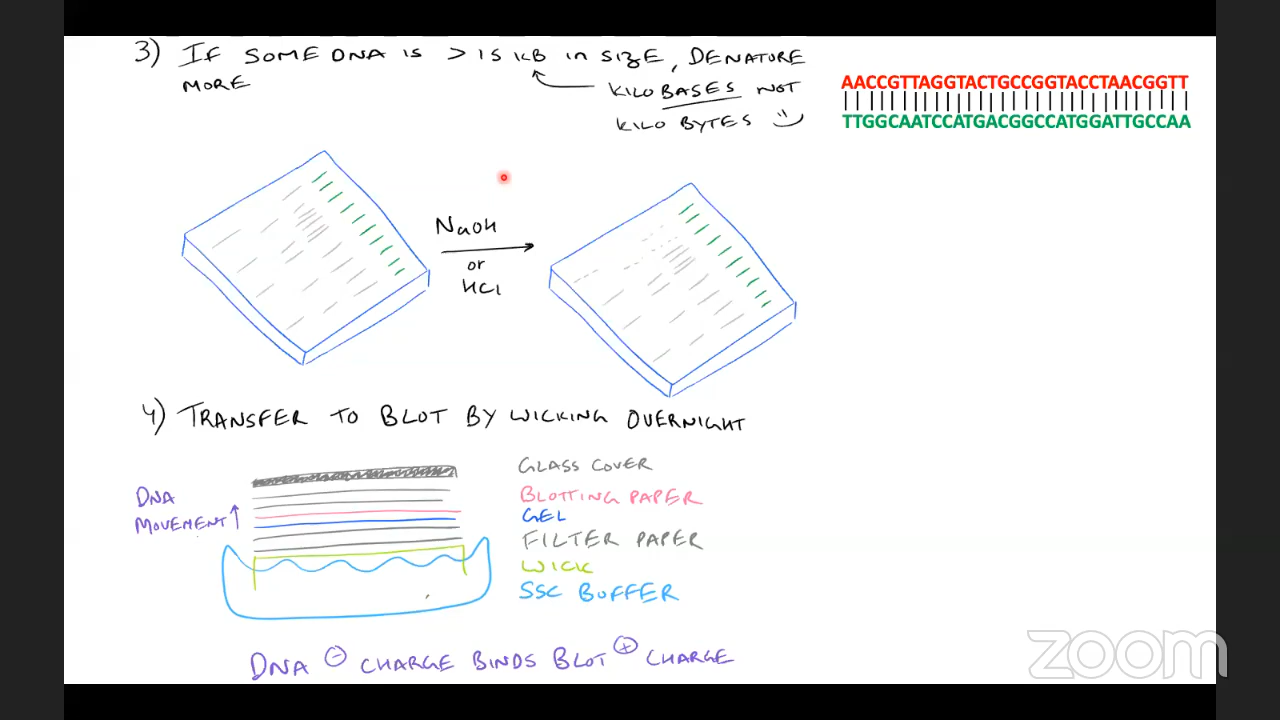 3) IF SOME DNA IS > 15 KB IN SIZE, DENATURE
MORE
KILOBASES NOT
KILO BYTES :)
AACCGTTAGGTACTGCCGGTACCTAACGGTT
TTGGCAATCCATGACGGCCATGGATTGCCAA
NaOH
or
HCl
4) TRANSFER TO BLOT BY WICKING OVERNIGHT
DNA
MOVEMENT ↑
GLASS COVER
BLOTTING PAPER
GEL
FILTER PAPER
WICK
SSC BUFFER
DNA ⊖ CHARGE BINDS BLOT ⊕ CHARGE
zoom